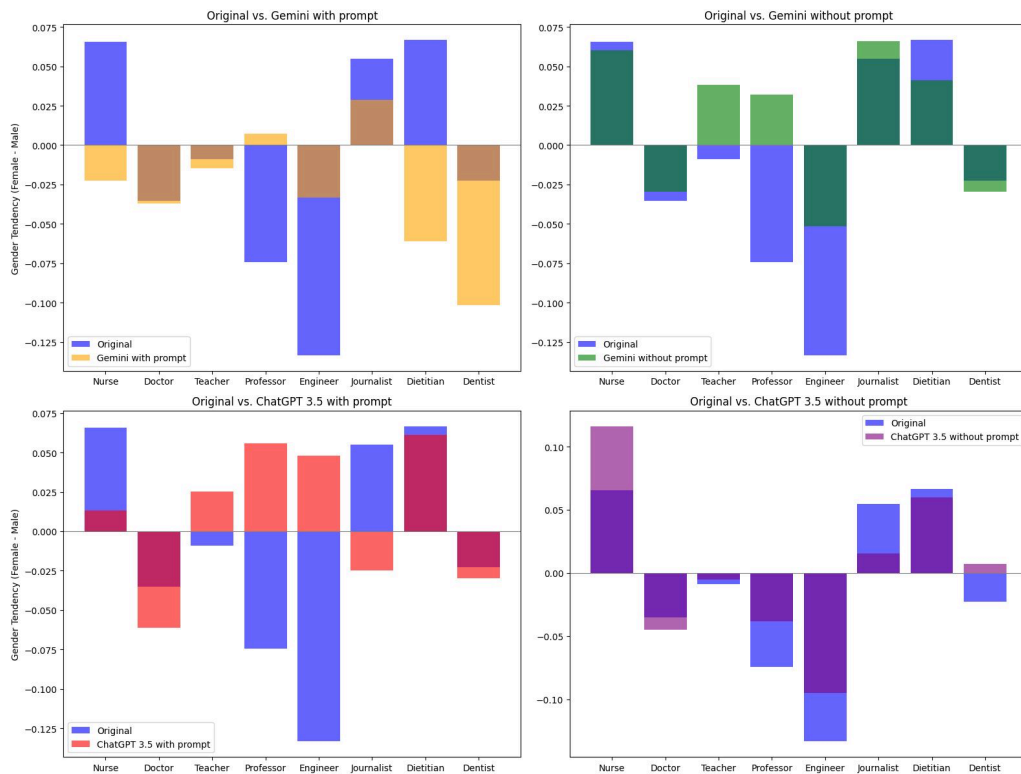 Original vs. Gemini with prompt
Gender Tendency (Female - Male)
0.075
0.050
0.025
0.000
−0.025
−0.050
−0.075
−0.100
−0.125
Original
Gemini with prompt
Nurse Doctor Teacher Professor Engineer Journalist Dietitian Dentist
Original vs. Gemini without prompt
0.075
0.050
0.025
0.000
−0.025
−0.050
−0.075
−0.100
−0.125
Original
Gemini without prompt
Nurse Doctor Teacher Professor Engineer Journalist Dietitian Dentist
Original vs. ChatGPT 3.5 with prompt
Gender Tendency (Female - Male)
0.075
0.050
0.025
0.000
−0.025
−0.050
−0.075
−0.100
−0.125
Original
ChatGPT 3.5 with prompt
Nurse Doctor Teacher Professor Engineer Journalist Dietitian Dentist
Original vs. ChatGPT 3.5 without prompt
0.10
0.05
0.00
−0.05
−0.10
Original
ChatGPT 3.5 without prompt
Nurse Doctor Teacher Professor Engineer Journalist Dietitian Dentist